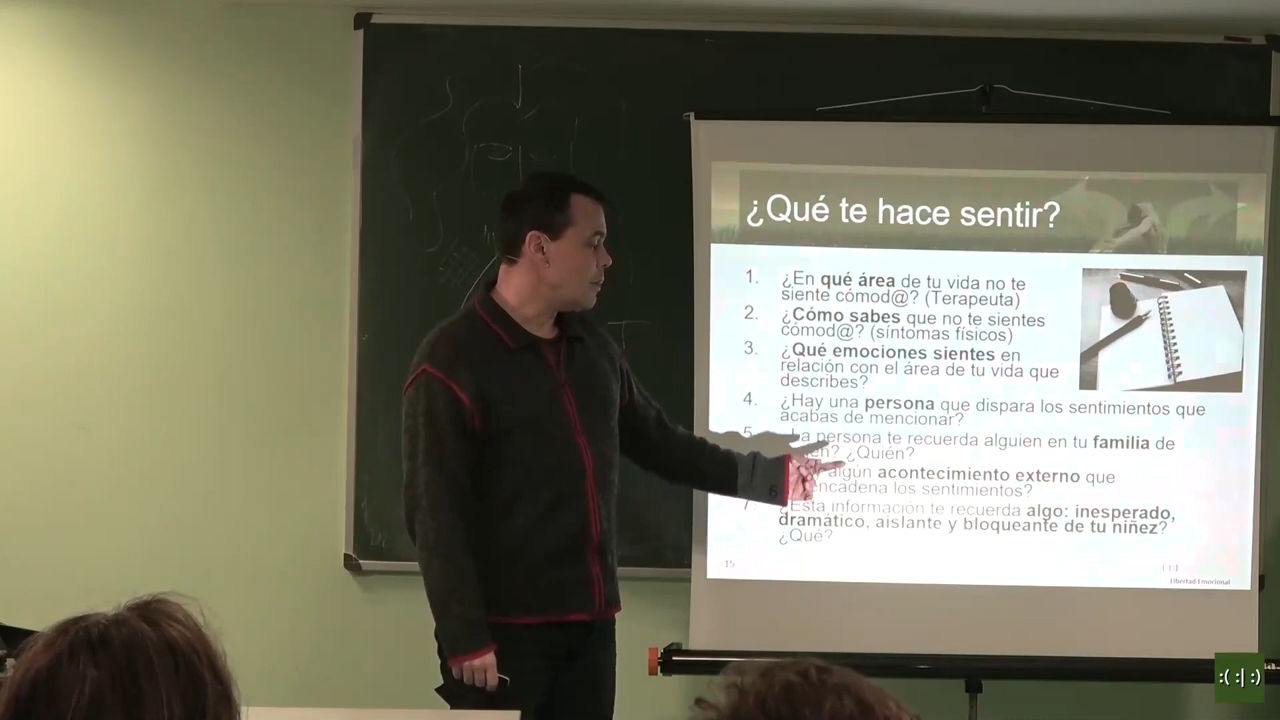 ¿Qué te hace sentir?
1. ¿En qué área de tu vida no te
siente cómod@? (Terapeuta)
2. ¿Cómo sabes que no te sientes
cómod@? (síntomas físicos)
3. ¿Qué emociones sientes en
relación con el área de tu vida que
describes?
4. ¿Hay una persona que dispara los sentimientos que
acabas de mencionar?
5. La persona te recuerda alguien en tu familia de
¿Quién?
6 algún acontecimiento externo que
los sentimientos?
7. ¿Esta información te recuerda algo: inesperado,
dramático, aislante y bloqueante de tu niñez?
¿Qué?
15
Libertad Emocional
:( :| :)